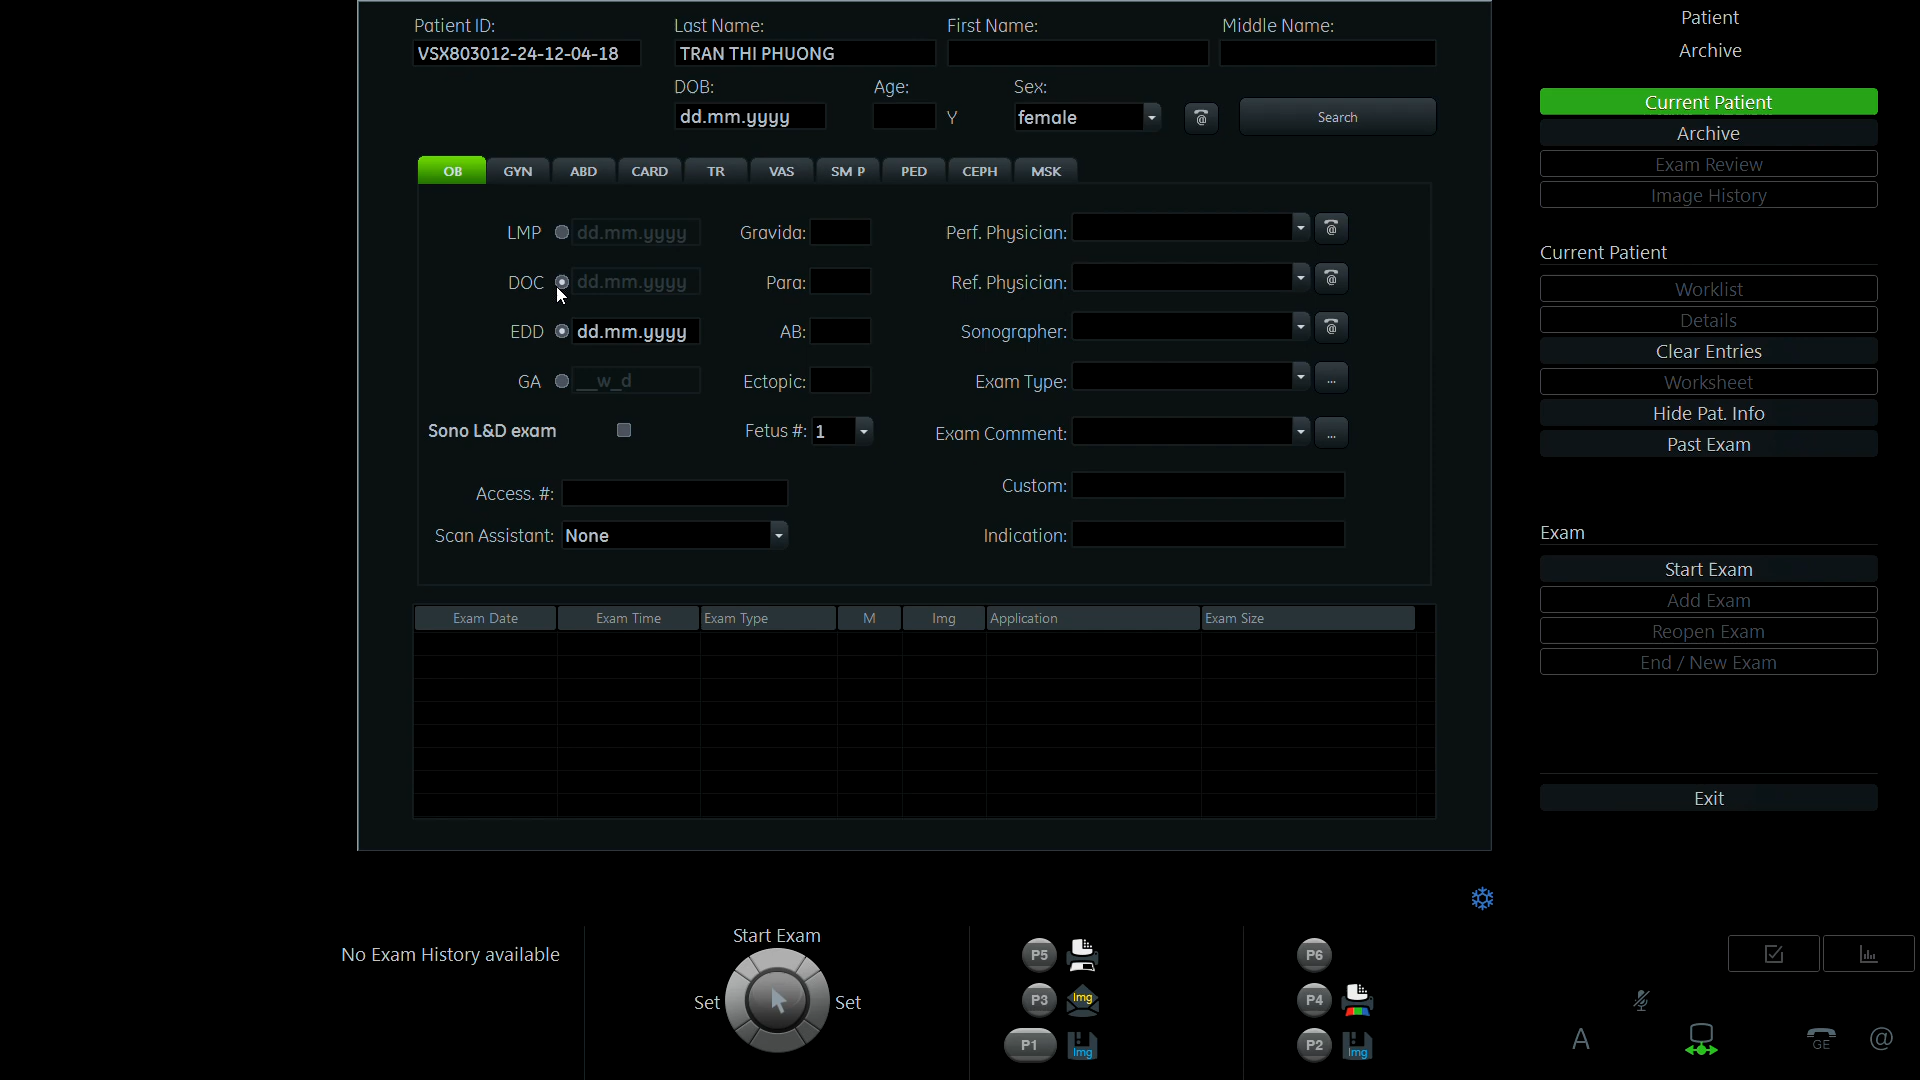 Patient ID: Last Name: First Name: Middle Name:
VSX803012-24-12-04-18 TRAN THI PHUONG
DOB: Age: Sex:
dd.mm.yyyy Y female @ Search
OB GYN ABD CARD TR VAS SM P PED CEPH MSK
LMP dd.mm.yyyy Gravida: Perf. Physician: @
DOC dd.mm.yyyy Para: Ref. Physician: @
EDD dd.mm.yyyy AB: Sonographer: @
GA __w_d Ectopic: Exam Type: ...
Sono L&D exam Fetus #: 1 Exam Comment: ...
Access. #: Custom:
Scan Assistant: None Indication:
Exam Date Exam Time Exam Type M Img Application Exam Size
Patient
Archive
Current Patient
Archive
Exam Review
Image History
Current Patient
Worklist
Details
Clear Entries
Worksheet
Hide Pat. Info
Past Exam
Exam
Start Exam
Add Exam
Reopen Exam
End / New Exam
Exit
No Exam History available
Start Exam
Set Set
P5
P3 Img
P1 Img
P6
P4
P2 Img
A GE @